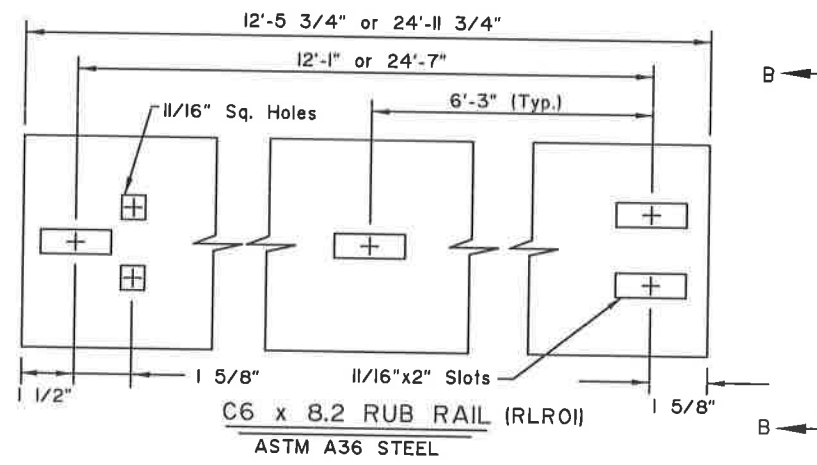 12'-5 3/4" or 24'-11 3/4"
12'-1" or 24'-7"
B
6'-3" (Typ.)
11/16" Sq. Holes
1 5/8"
11/16"x2" Slots
1 1/2"
1 5/8"
C6 x 8.2 RUB RAIL (RLR01)
B
ASTM A36 STEEL